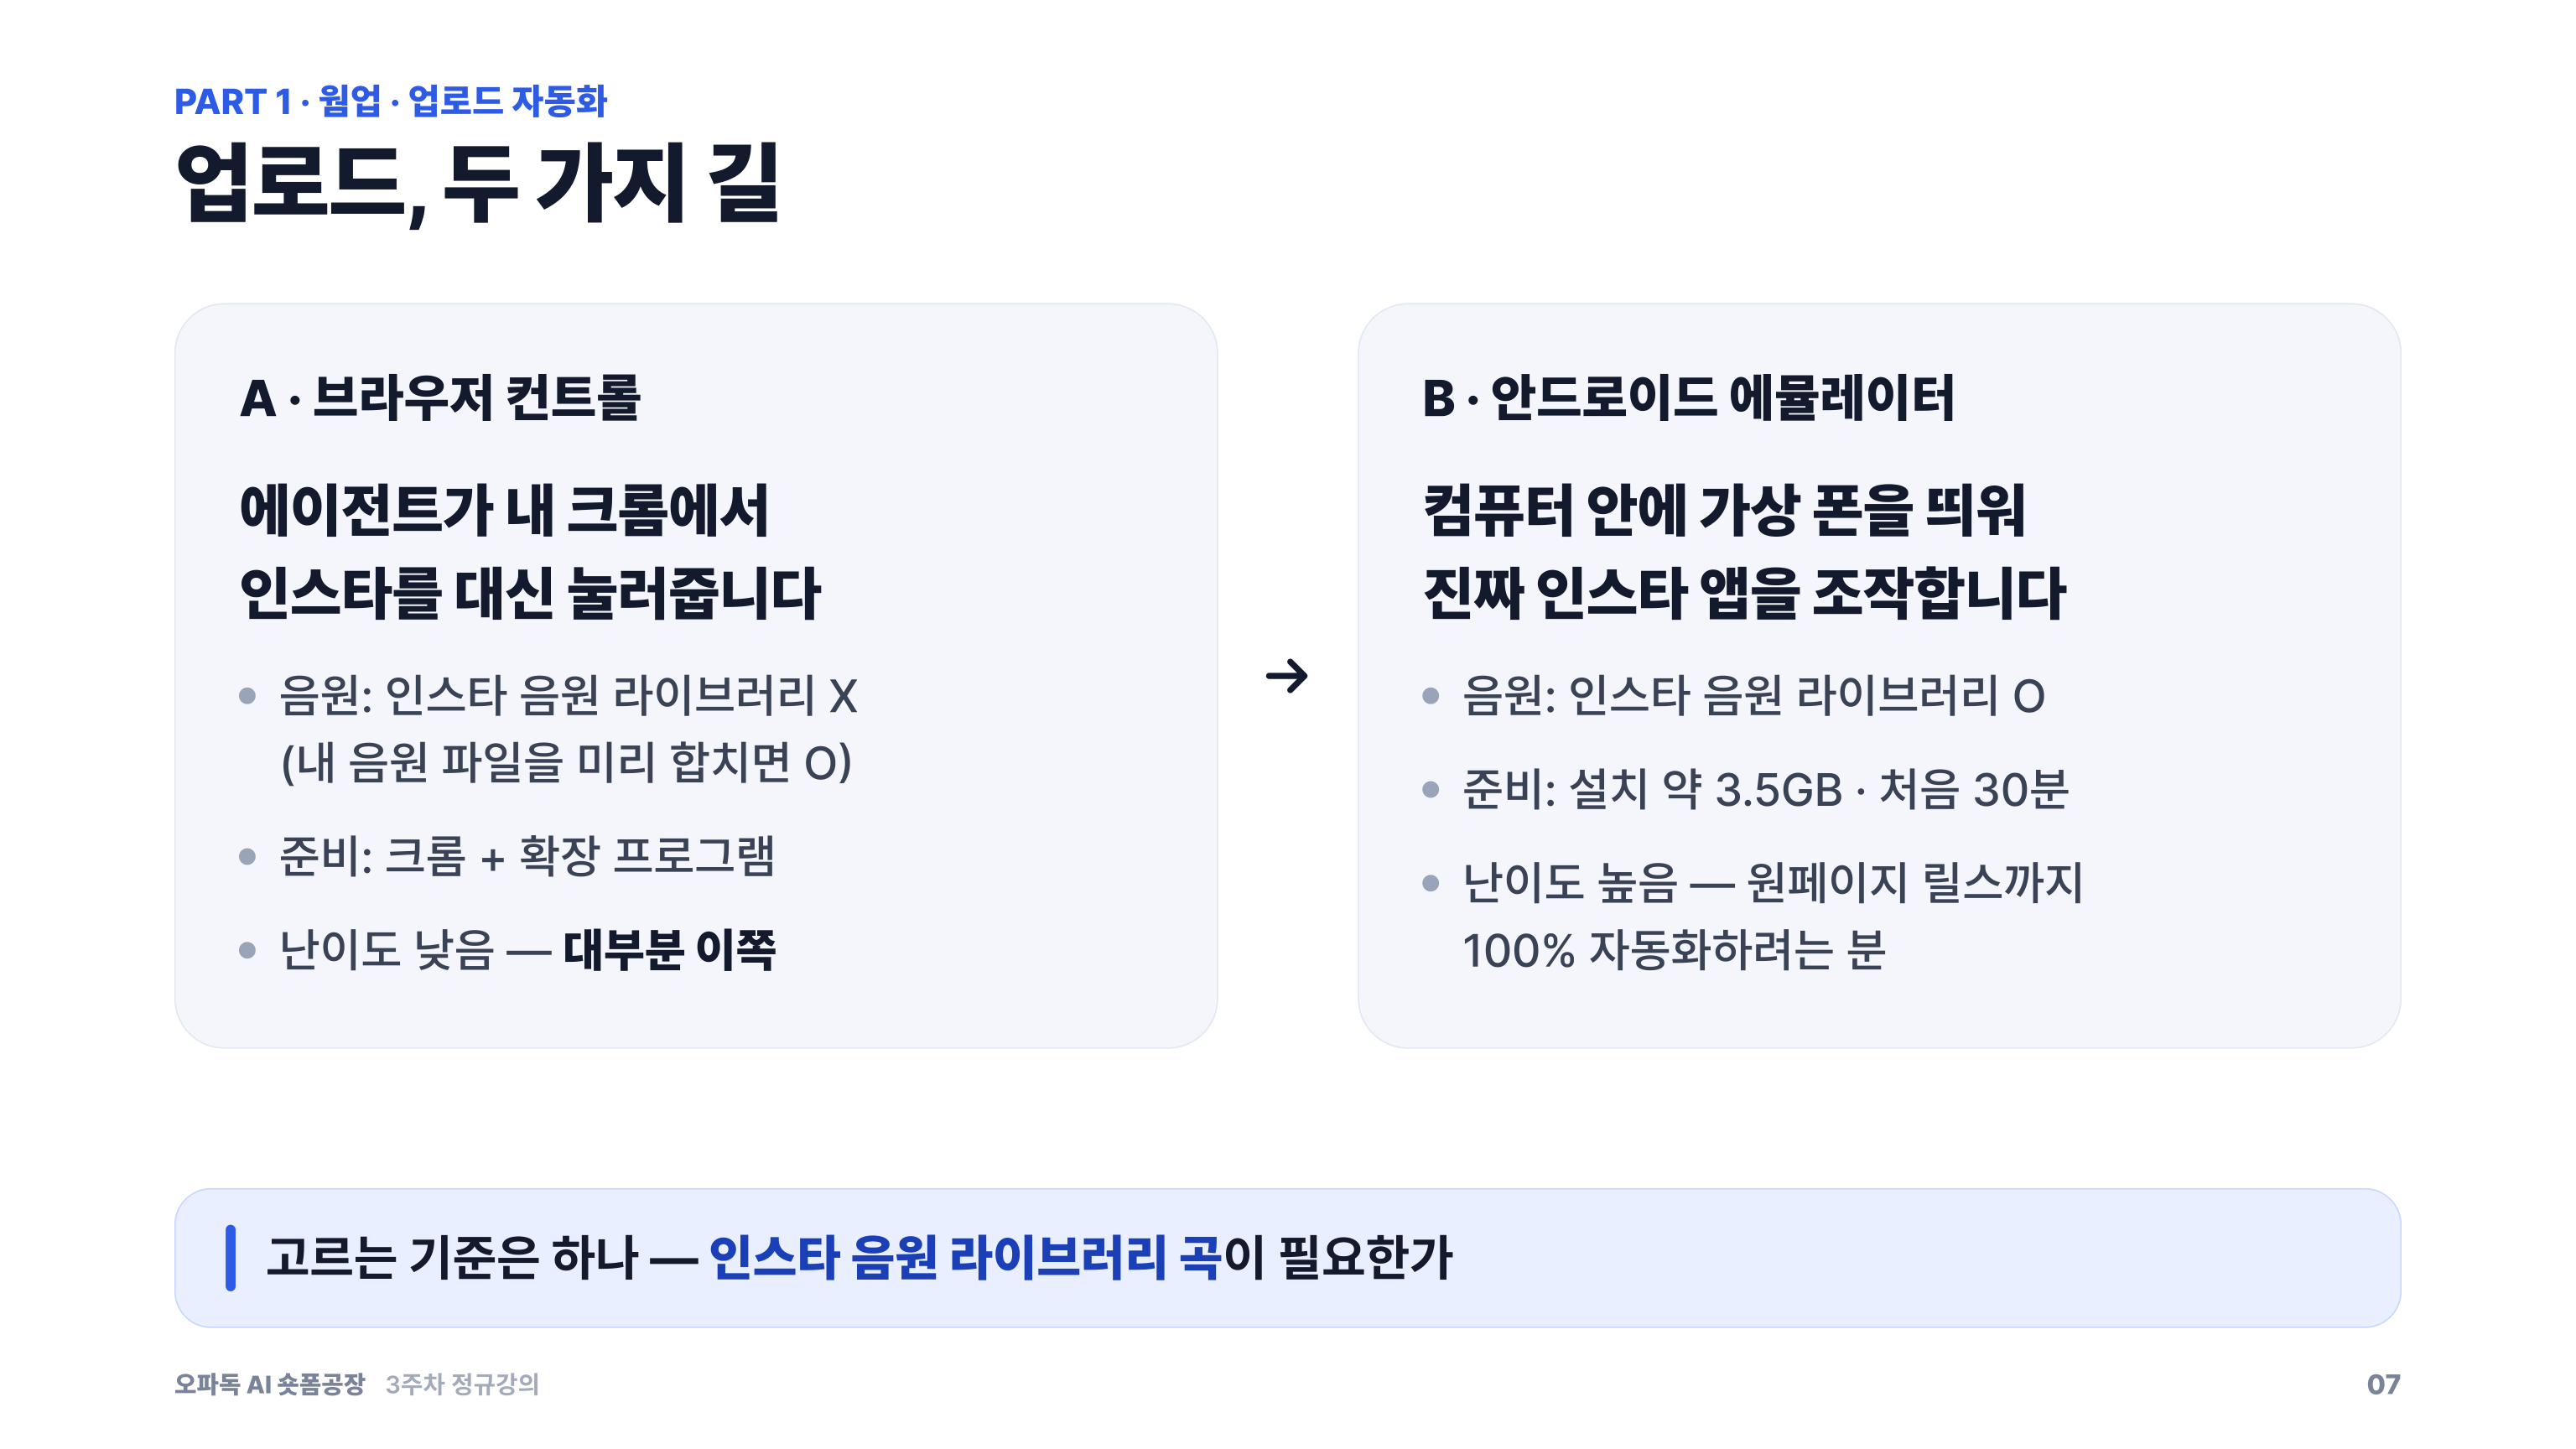 PART 1 · 웜업 · 업로드 자동화
업로드, 두 가지 길
A · 브라우저 컨트롤
에이전트가 내 크롬에서
인스타를 대신 눌러줍니다
음원: 인스타 음원 라이브러리 X
(내 음원 파일을 미리 합치면 O)
준비: 크롬 + 확장 프로그램
난이도 낮음 — 대부분 이쪽
→
B · 안드로이드 에뮬레이터
컴퓨터 안에 가상 폰을 띄워
진짜 인스타 앱을 조작합니다
음원: 인스타 음원 라이브러리 O
준비: 설치 약 3.5GB · 처음 30분
난이도 높음 — 원페이지 릴스까지
100% 자동화하려는 분
고르는 기준은 하나 — 인스타 음원 라이브러리 곡이 필요한가
오파독 AI 숏폼공장 3주차 정규강의
07